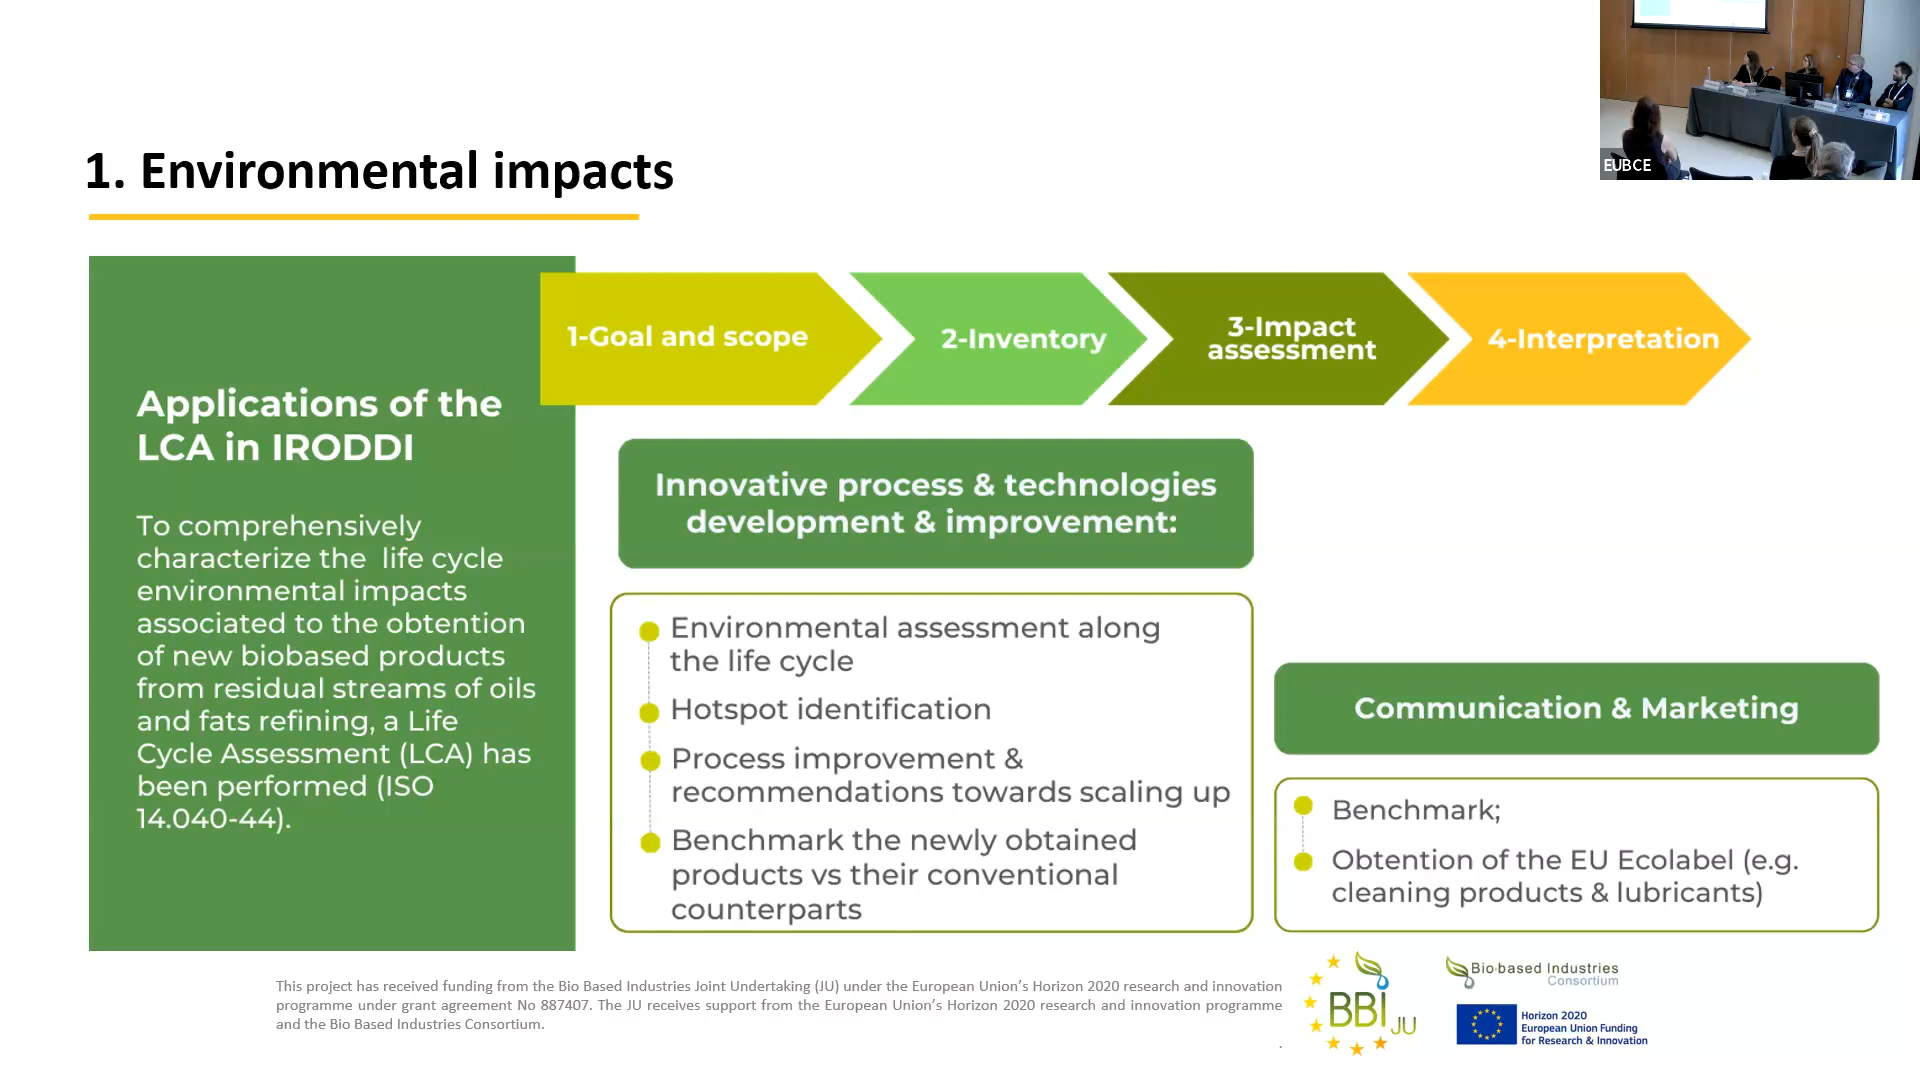 EUBCE
1. Environmental impacts
1-Goal and scope
2-Inventory
3-Impact
assessment
4-Interpretation
Applications of the
LCA in IRODDI
To comprehensively
characterize the life cycle
environmental impacts
associated to the obtention
of new biobased products
from residual streams of oils
and fats refining, a Life
Cycle Assessment (LCA) has
been performed (ISO
14.040-44).
Innovative process & technologies
development & improvement:
Environmental assessment along
the life cycle
Hotspot identification
Process improvement &
recommendations towards scaling up
Benchmark the newly obtained
products vs their conventional
counterparts
Communication & Marketing
Benchmark;
Obtention of the EU Ecolabel (e.g.
cleaning products & lubricants)
This project has received funding from the Bio Based Industries Joint Undertaking (JU) under the European Union's Horizon 2020 research and innovation
programme under grant agreement No 887407. The JU receives support from the European Union's Horizon 2020 research and innovation programme
and the Bio Based Industries Consortium.
.
BBI JU
Bio-based Industries
Consortium
Horizon 2020
European Union Funding
for Research & Innovation